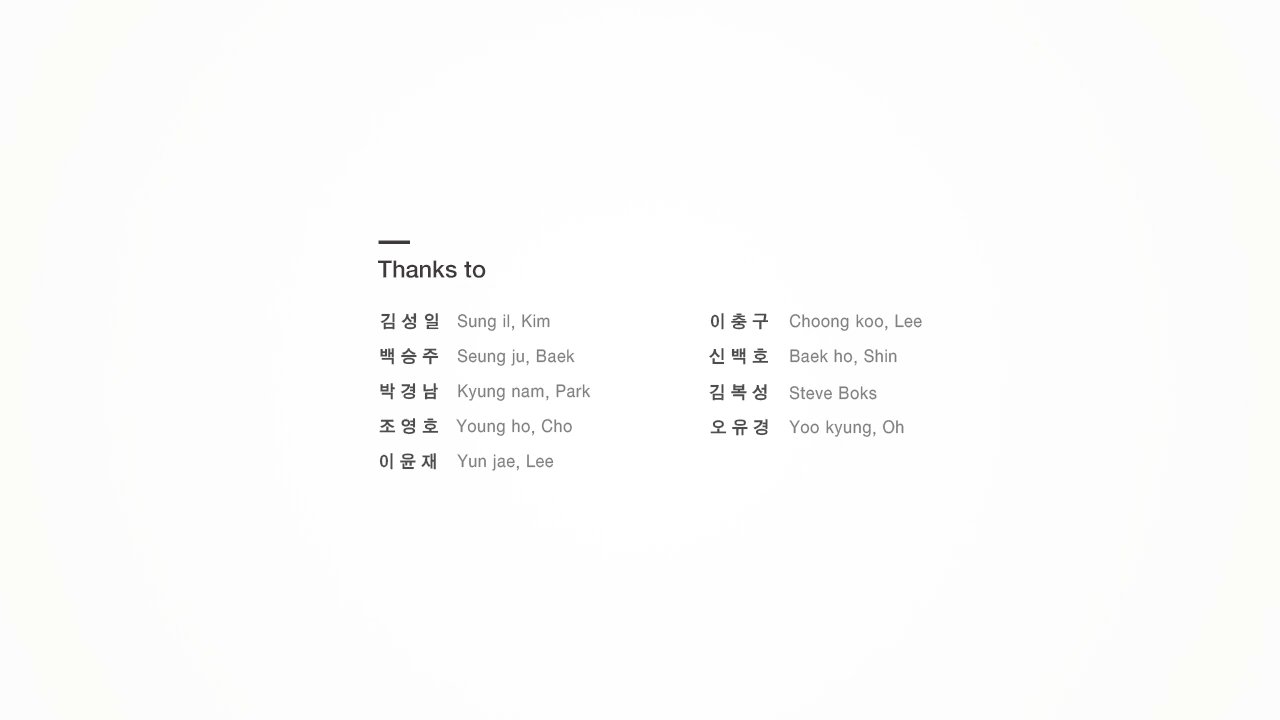 Thanks to
김성일 Sung il, Kim
백승주 Seung ju, Baek
박경남 Kyung nam, Park
조영호 Young ho, Cho
이윤재 Yun jae, Lee
이충구 Choong koo, Lee
신백호 Baek ho, Shin
김복성 Steve Boks
오유경 Yoo kyung, Oh